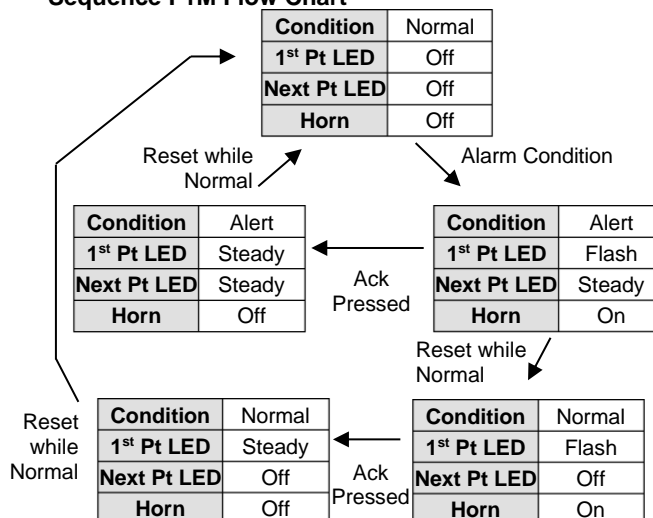 Sequence F1M Flow Chart
Condition Normal
1st Pt LED Off
Next Pt LED Off
Horn Off
Reset while
Normal
Alarm Condition
Condition Alert
1st Pt LED Steady
Next Pt LED Steady
Horn Off
Ack
Pressed
Condition Alert
1st Pt LED Flash
Next Pt LED Steady
Horn On
Reset while
Normal
Reset
while
Normal
Condition Normal
1st Pt LED Steady
Next Pt LED Off
Horn Off
Ack
Pressed
Condition Normal
1st Pt LED Flash
Next Pt LED Off
Horn On